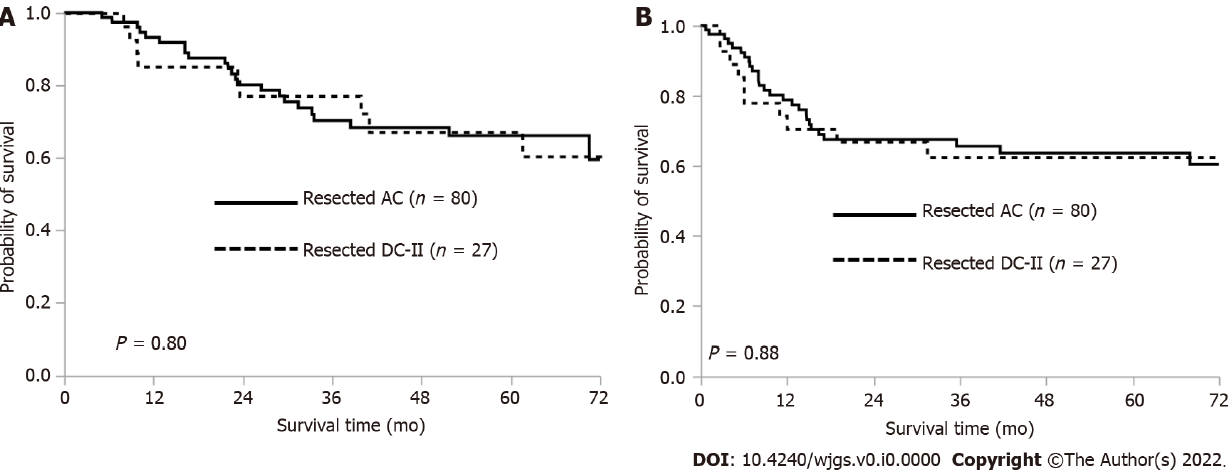 A
1.0
0.8
0.6
0.4
0.2
0.0
Probability of survival
Resected AC (n = 80)
Resected DC-II (n = 27)
P = 0.80
0 12 24 36 48 60 72
Survival time (mo)
B
1.0
0.8
0.6
0.4
0.2
0.0
Probability of survival
Resected AC (n = 80)
Resected DC-II (n = 27)
P = 0.88
0 12 24 36 48 60 72
Survival time (mo)
DOI: 10.4240/wjgs.v0.i0.0000 Copyright ©The Author(s) 2022.